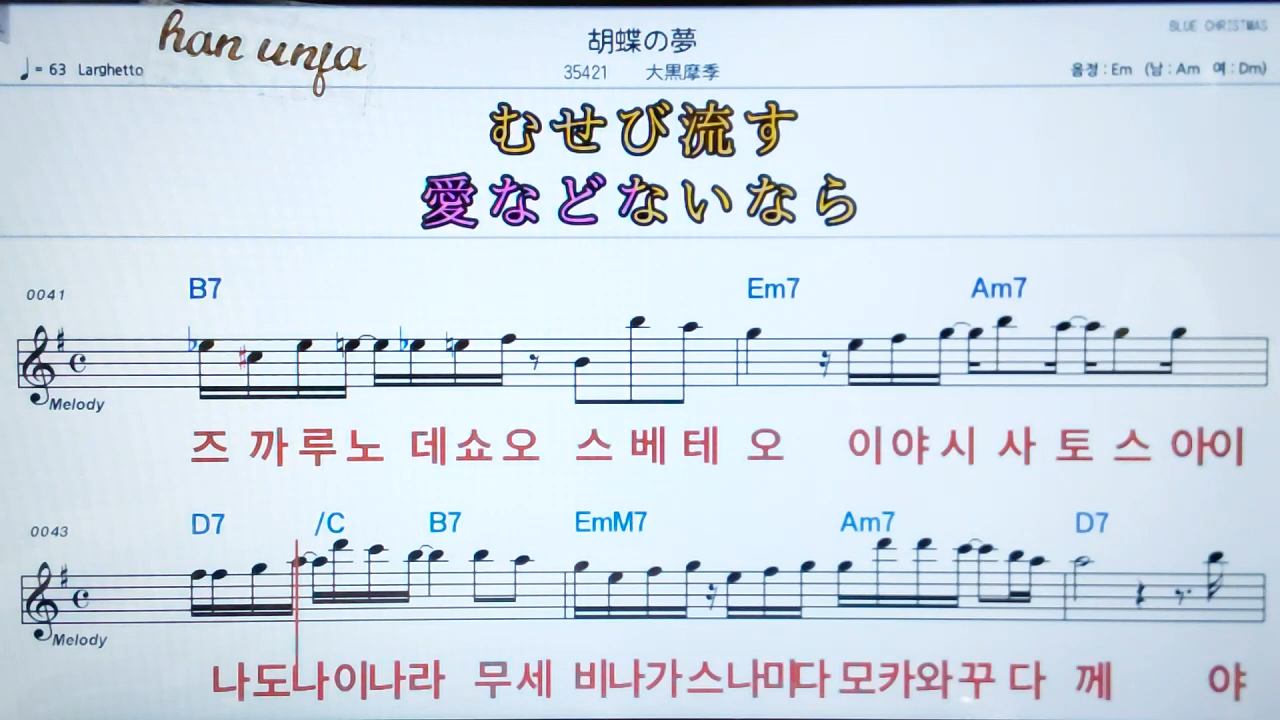 han unja
胡蝶の夢
BLUE CHRISTMAS
♩= 63 Larghetto
35421 大黒摩季
음정 : Em (남 : Am 여 : Dm)
むせび流す
愛などないなら
0041 B7 Em7 Am7
Melody
즈 까 루 노 데 쇼 오 스 베 테 오 이 야 시 사 토 스 아 이
0043 D7 /C B7 EmM7 Am7 D7
Melody
나 도 나 이 나 라 무 세 비 나 가 스 나 미 다 모 카 와 꾸 다 께 야